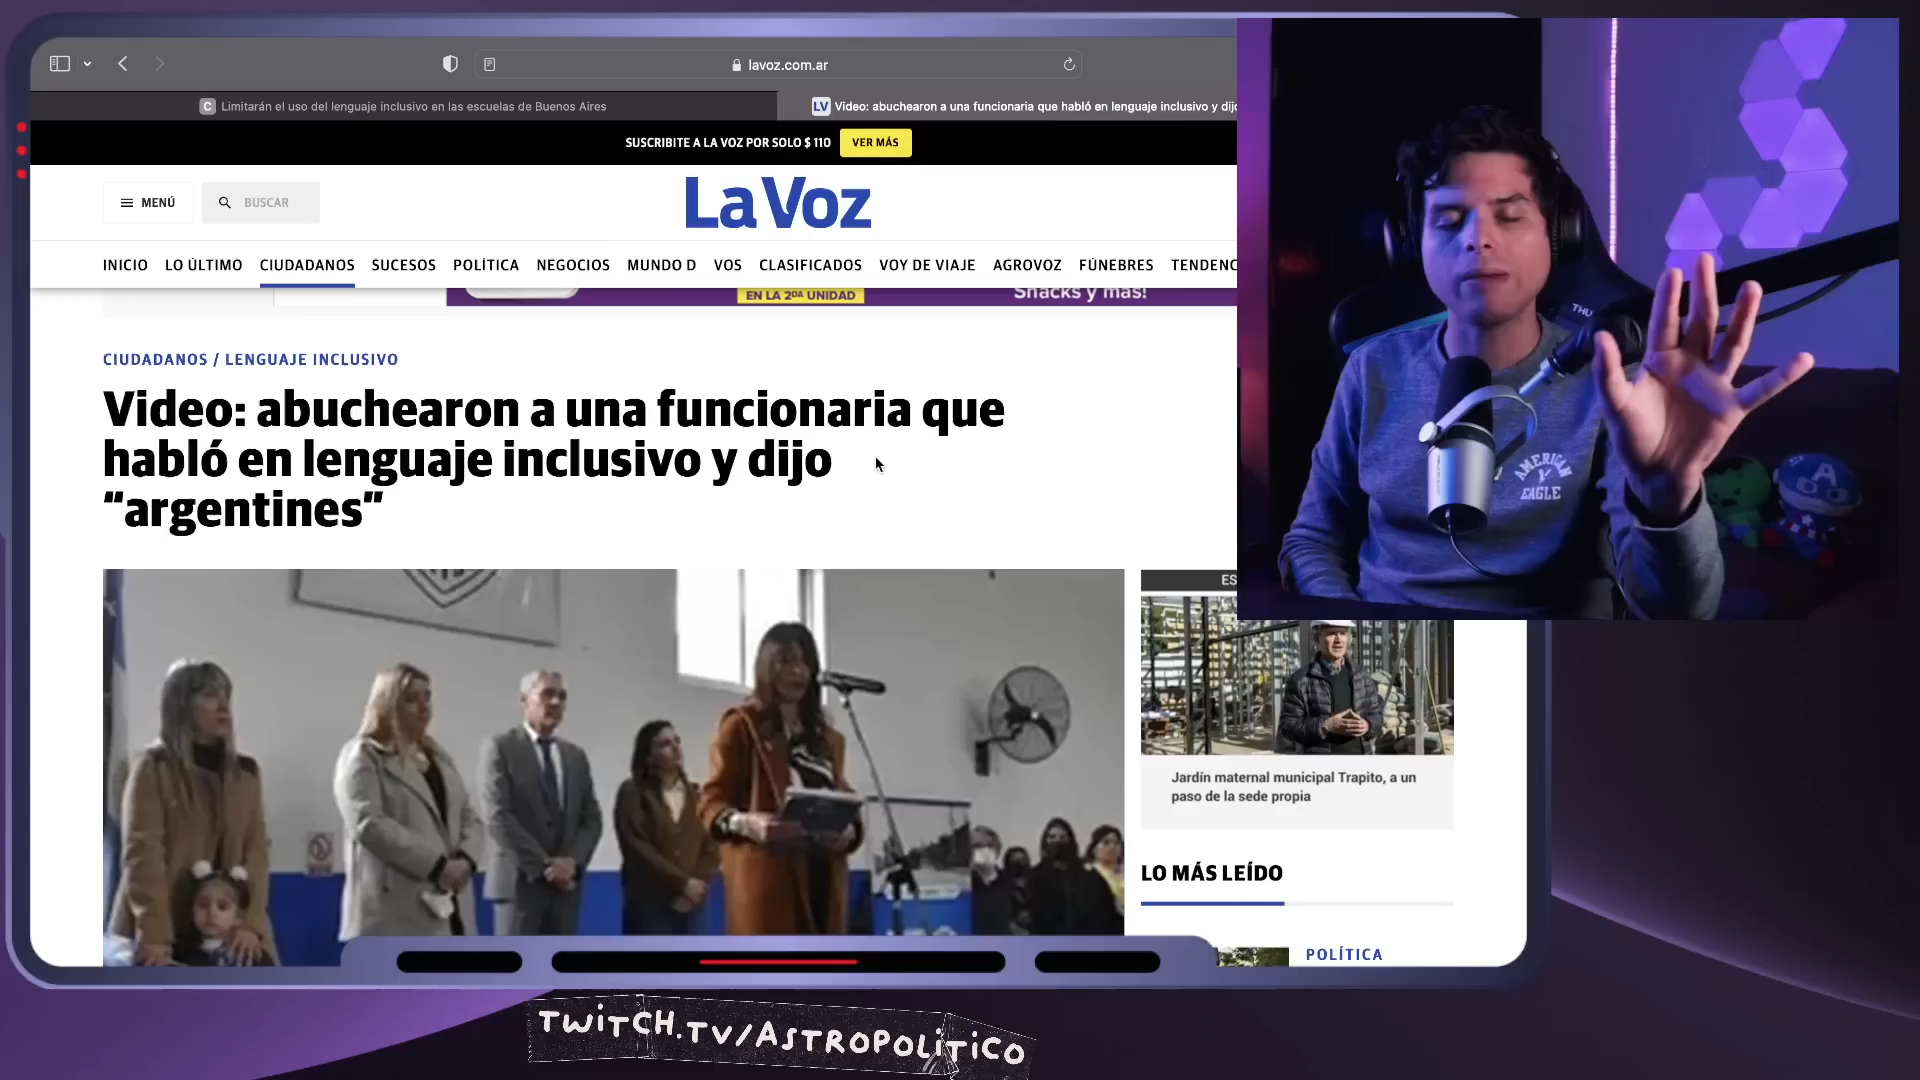 lavoz.com.ar
C Limitarán el uso del lenguaje inclusivo en las escuelas de Buenos Aires
LV Video: abuchearon a una funcionaria que habló en lenguaje inclusivo y dijo
SUSCRIBITE A LA VOZ POR SOLO $ 110 VER MÁS
MENÚ BUSCAR
La Voz
INICIO LO ÚLTIMO CIUDADANOS SUCESOS POLÍTICA NEGOCIOS MUNDO D VOS CLASIFICADOS VOY DE VIAJE AGROVOZ FÚNEBRES TENDENC
EN LA 2DA UNIDAD
Snacks y más!
CIUDADANOS / LENGUAJE INCLUSIVO
Video: abuchearon a una funcionaria que
habló en lenguaje inclusivo y dijo
“argentines”
ES
Jardín maternal municipal Trapito, a un
paso de la sede propia
LO MÁS LEÍDO
POLÍTICA
THU
AMERICAN
EAGLE
A
TWITCH.TV/ASTROPOLITICO